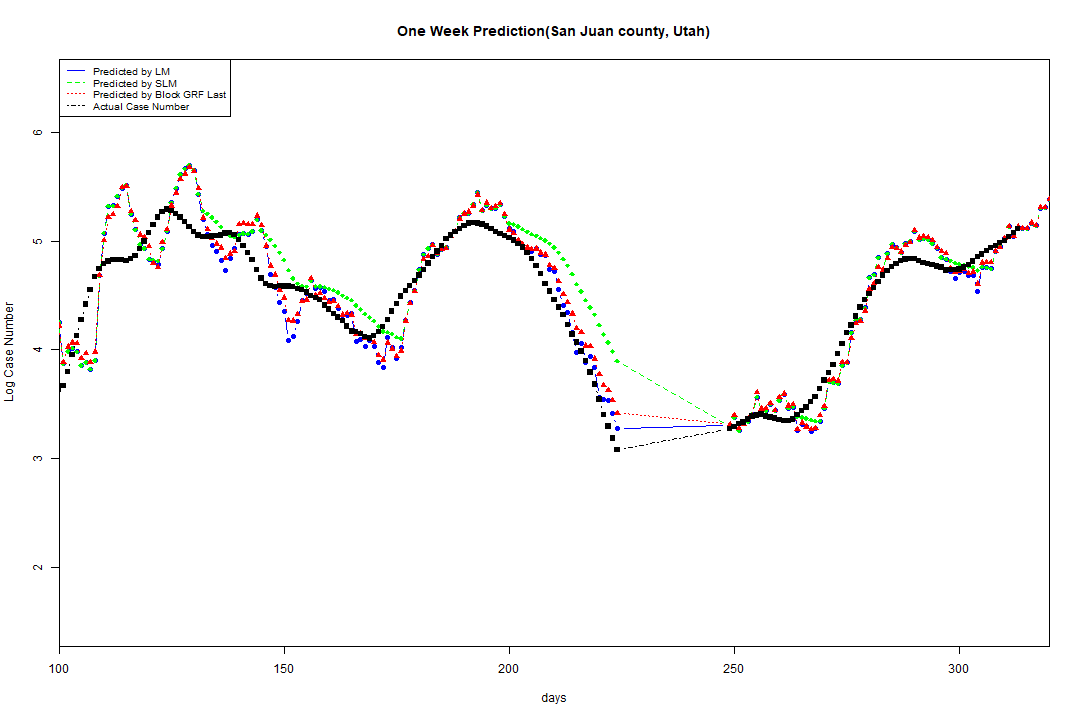 One Week Prediction(San Juan county, Utah)
Predicted by LM
Predicted by SLM
Predicted by Block GRF Last
Actual Case Number
Log Case Number
6
5
4
3
2
100 150 200 250 300
days